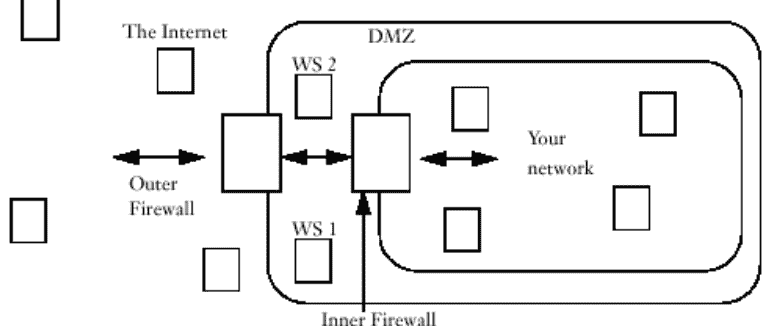 The Internet
DMZ
WS 2
Your
network
Outer
Firewall
WS 1
Inner Firewall